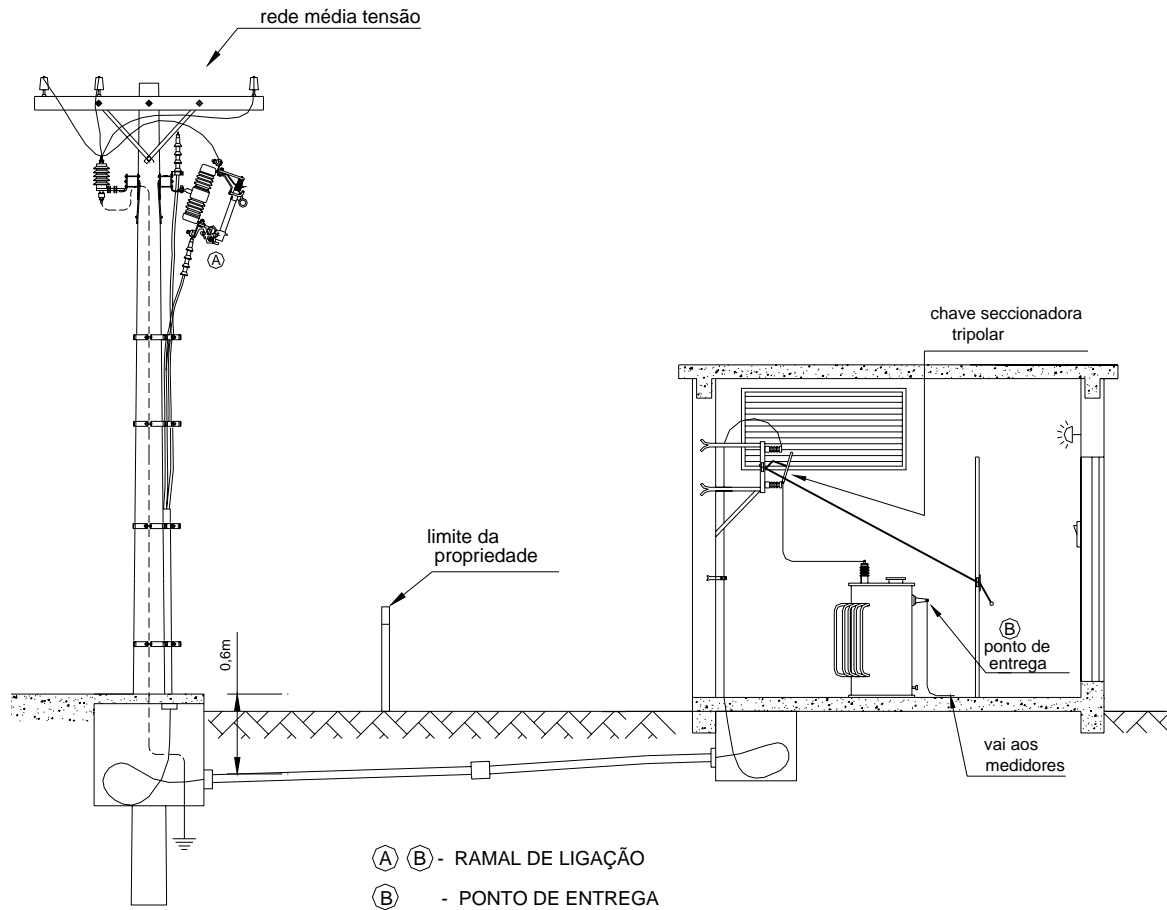 rede média tensão
A
chave seccionadora
tripolar
limite da
propriedade
0,6m
B
ponto de
entrega
vai aos
medidores
A B - RAMAL DE LIGAÇÃO
B - PONTO DE ENTREGA